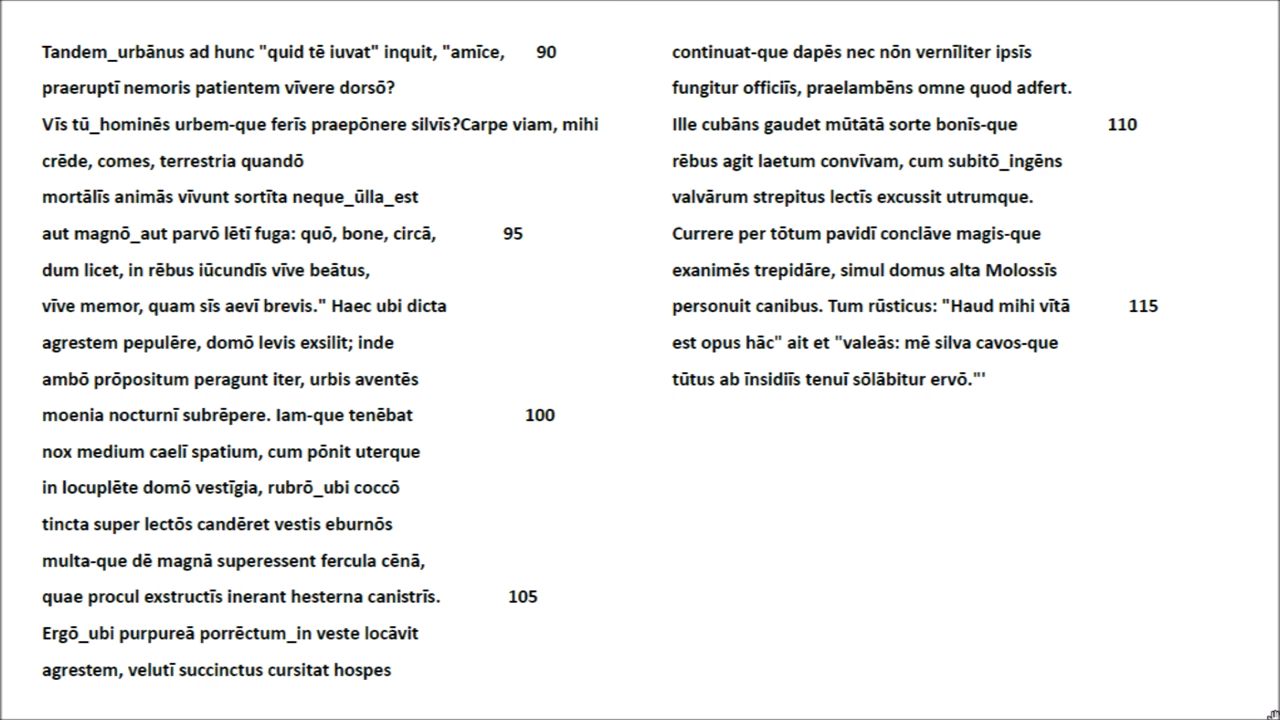 Tandem_urbānus ad hunc "quid tē iuvat" inquit, "amīce, 90
praeruptī nemoris patientem vīvere dorsō?
Vīs tū_hominēs urbem-que ferīs praepōnere silvīs?Carpe viam, mihi
crēde, comes, terrestria quandō
mortālīs animās vīvunt sortīta neque_ūlla_est
aut magnō_aut parvō lētī fuga: quō, bone, circā, 95
dum licet, in rēbus iūcundīs vīve beātus,
vīve memor, quam sīs aevī brevis." Haec ubi dicta
agrestem pepulēre, domō levis exsilit; inde
ambō prōpositum peragunt iter, urbis aventēs
moenia nocturnī subrēpere. Iam-que tenēbat 100
nox medium caelī spatium, cum pōnit uterque
in locuplēte domō vestīgia, rubrō_ubi coccō
tincta super lectōs candēret vestis eburnōs
multa-que dē magnā superessent fercula cēnā,
quae procul exstructīs inerant hesterna canistrīs. 105
Ergō_ubi purpureā porrēctum_in veste locāvit
agrestem, velutī succinctus cursitat hospes
continuat-que dapēs nec nōn vernīliter ipsīs
fungitur officiīs, praelambēns omne quod adfert.
Ille cubāns gaudet mūtātā sorte bonīs-que 110
rēbus agit laetum convīvam, cum subitō_ingēns
valvārum strepitus lectīs excussit utrumque.
Currere per tōtum pavidī conclāve magis-que
exanimēs trepidāre, simul domus alta Molossīs
personuit canibus. Tum rūsticus: "Haud mihi vītā 115
est opus hāc" ait et "valeās: mē silva cavos-que
tūtus ab īnsidiīs tenuī sōlābitur ervō."'